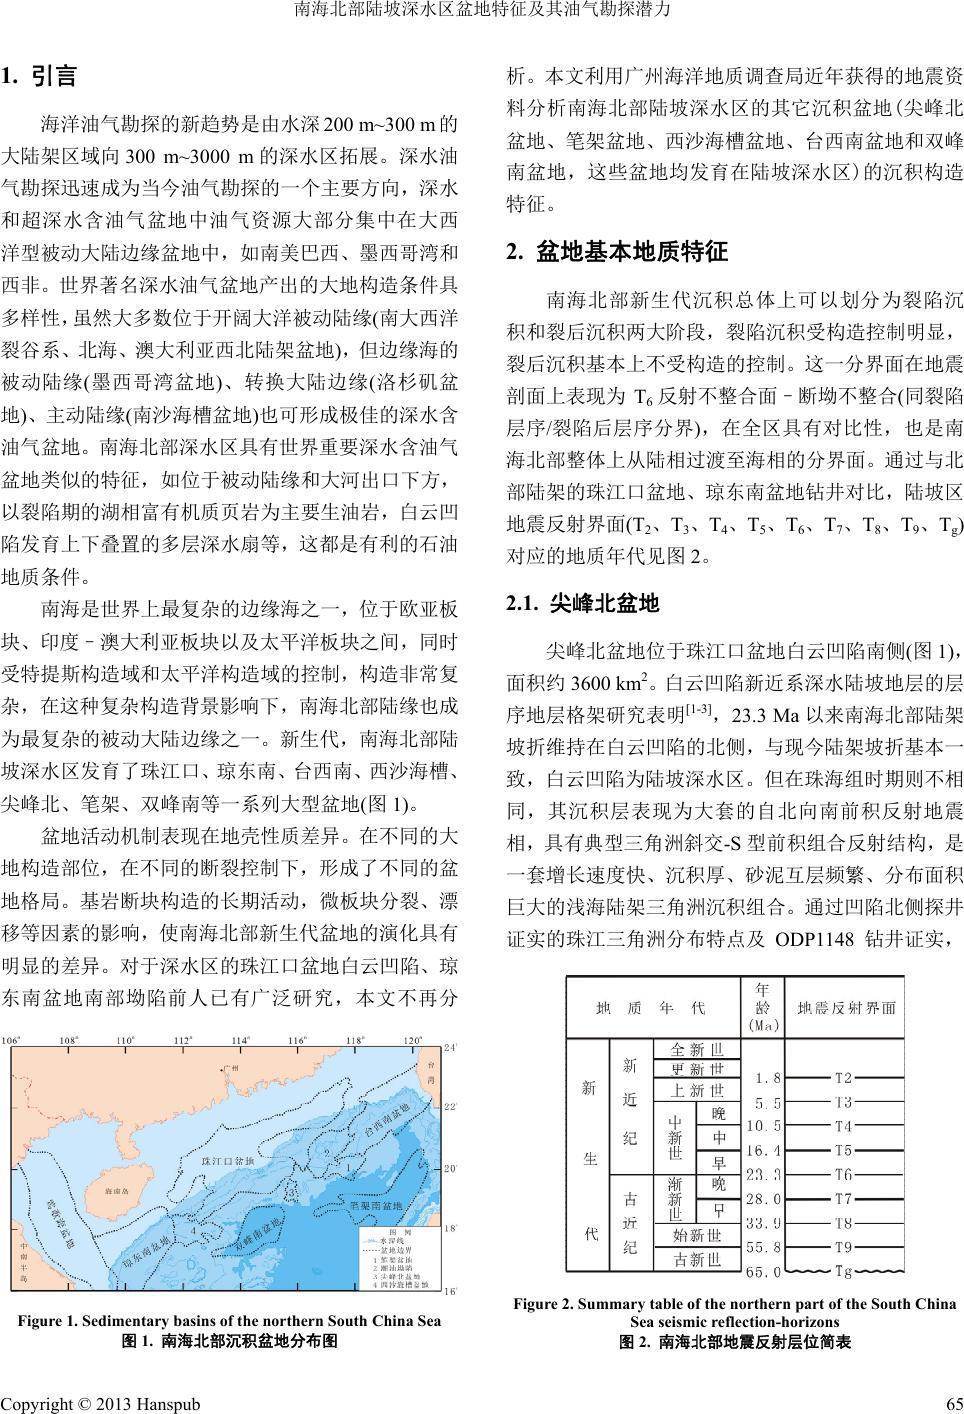 南海北部陆坡深水区盆地特征及其油气勘探潜力
1. 引言
海洋油气勘探的新趋势是由水深 200 m~300 m 的
大陆架区域向 300 m~3000 m 的深水区拓展。深水油
气勘探迅速成为当今油气勘探的一个主要方向，深水
和超深水含油气盆地中油气资源大部分集中在大西
洋型被动大陆边缘盆地中，如南美巴西、墨西哥湾和
西非。世界著名深水油气盆地产出的大地构造条件具
多样性，虽然大多数位于开阔大洋被动陆缘(南大西洋
裂谷系、北海、澳大利亚西北陆架盆地)，但边缘海的
被动陆缘(墨西哥湾盆地)、转换大陆边缘(洛杉矶盆
地)、主动陆缘(南沙海槽盆地)也可形成极佳的深水含
油气盆地。南海北部深水区具有世界重要深水含油气
盆地类似的特征，如位于被动陆缘和大河出口下方，
以裂陷期的湖相富有机质页岩为主要生油岩，白云凹
陷发育上下叠置的多层深水扇等，这都是有利的石油
地质条件。
南海是世界上最复杂的边缘海之一，位于欧亚板
块、印度–澳大利亚板块以及太平洋板块之间，同时
受特提斯构造域和太平洋构造域的控制，构造非常复
杂，在这种复杂构造背景影响下，南海北部陆缘也成
为最复杂的被动大陆边缘之一。新生代，南海北部陆
坡深水区发育了珠江口、琼东南、台西南、西沙海槽、
尖峰北、笔架、双峰南等一系列大型盆地(图 1)。
盆地活动机制表现在地壳性质差异。在不同的大
地构造部位，在不同的断裂控制下，形成了不同的盆
地格局。基岩断块构造的长期活动，微板块分裂、漂
移等因素的影响，使南海北部新生代盆地的演化具有
明显的差异。对于深水区的珠江口盆地白云凹陷、琼
东南盆地南部坳陷前人已有广泛研究，本文不再分
106° 108° 110° 112° 114° 116° 118° 120°
24°
22°
20°
18°
16°
广州
台
湾
台西南盆地
珠江口盆地
海南岛
莺歌海盆地
琼东南盆地
双峰南盆地
笔架南盆地
中
南
半
岛
1
2
3
4
图 例
水深线
盆地边界
1 笔架盆地
2 潮汕坳陷
3 尖峰北盆地
4 西沙海槽盆地
Figure 1. Sedimentary basins of the northern South China Sea
图 1. 南海北部沉积盆地分布图
析。本文利用广州海洋地质调查局近年获得的地震资
料分析南海北部陆坡深水区的其它沉积盆地(尖峰北
盆地、笔架盆地、西沙海槽盆地、台西南盆地和双峰
南盆地，这些盆地均发育在陆坡深水区)的沉积构造
特征。
2. 盆地基本地质特征
南海北部新生代沉积总体上可以划分为裂陷沉
积和裂后沉积两大阶段，裂陷沉积受构造控制明显，
裂后沉积基本上不受构造的控制。这一分界面在地震
剖面上表现为 T6 反射不整合面–断坳不整合(同裂陷
层序/裂陷后层序分界)，在全区具有对比性，也是南
海北部整体上从陆相过渡至海相的分界面。通过与北
部陆架的珠江口盆地、琼东南盆地钻井对比，陆坡区
地震反射界面(T2、T3、T4、T5、T6、T7、T8、T9、Tg)
对应的地质年代见图 2。
2.1. 尖峰北盆地
尖峰北盆地位于珠江口盆地白云凹陷南侧(图 1)，
面积约 3600 km2。白云凹陷新近系深水陆坡地层的层
序地层格架研究表明[1-3]，23.3 Ma 以来南海北部陆架
坡折维持在白云凹陷的北侧，与现今陆架坡折基本一
致，白云凹陷为陆坡深水区。但在珠海组时期则不相
同，其沉积层表现为大套的自北向南前积反射地震
相，具有典型三角洲斜交-S 型前积组合反射结构，是
一套增长速度快、沉积厚、砂泥互层频繁、分布面积
巨大的浅海陆架三角洲沉积组合。通过凹陷北侧探井
证实的珠江三角洲分布特点及 ODP1148 钻井证实，
地 质 年 代
年龄(Ma)
地震反射界面
新生代
新近纪
全新世
更新世
1.8 T2
上新世
5.5 T3
中新世
晚
10.5 T4
中
16.4 T5
早
23.3 T6
古近纪
渐新世
晚
28.0 T7
早
33.9 T8
始新世
55.8 T9
古新世
65.0 Tg
Figure 2. Summary table of the northern part of the South China
Sea seismic reflection-horizons
图 2. 南海北部地震反射层位简表
Copyright © 2013 Hanspub
65